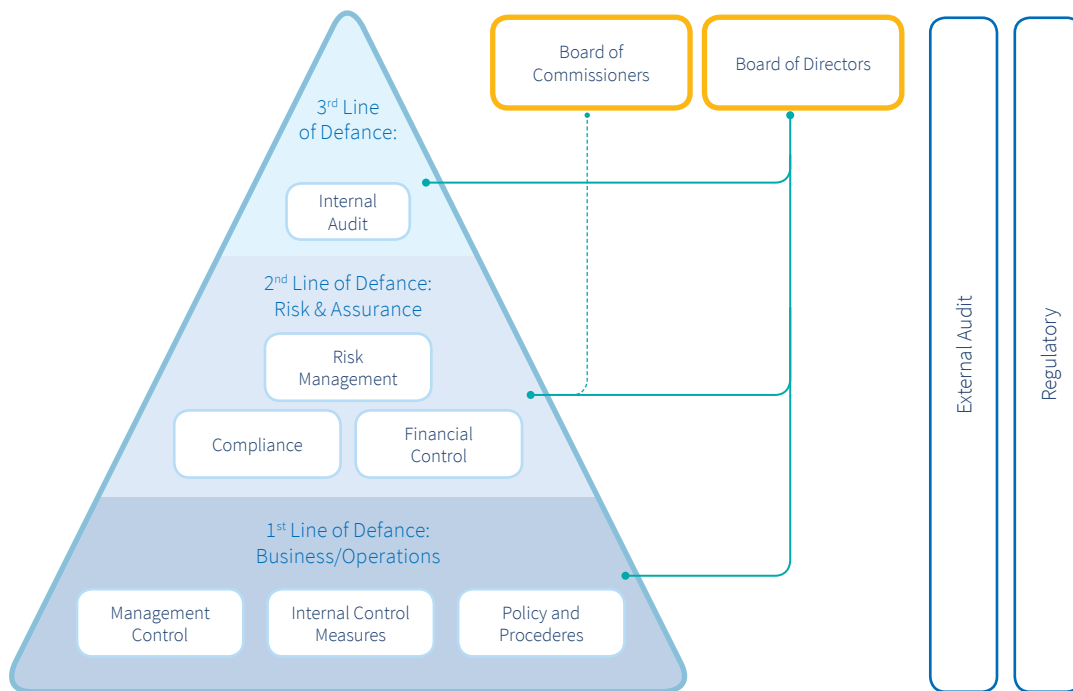 3rd Line
of Defance:
Internal
Audit
2nd Line of Defance:
Risk & Assurance
Risk
Management
Compliance
Financial
Control
1st Line of Defance:
Business/Operations
Management
Control
Internal Control
Measures
Policy and
Procederes
Board of
Commissioners
Board of Directors
External Audit
Regulatory